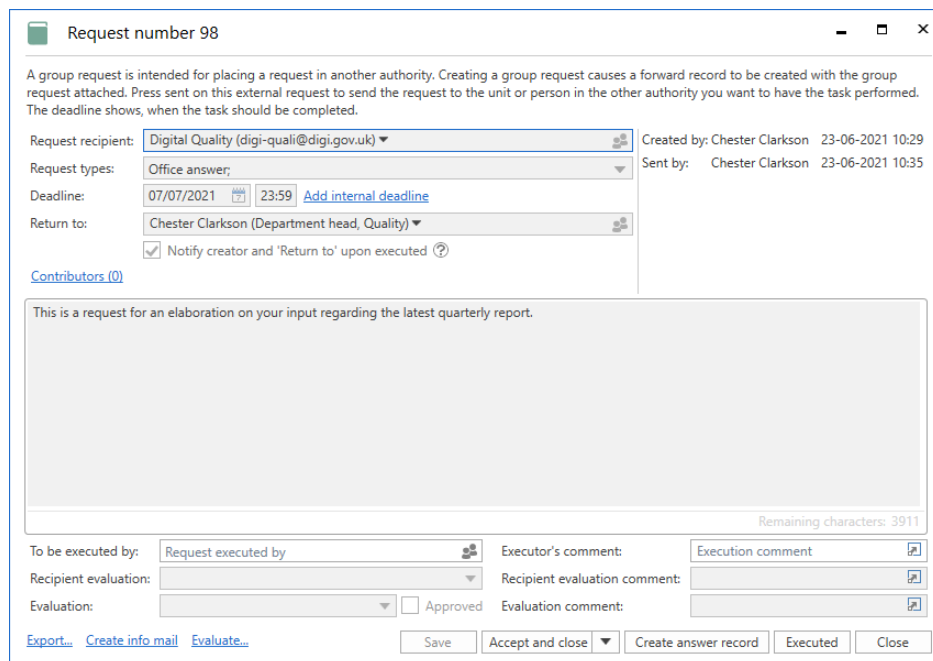 Request number 98
A group request is intended for placing a request in another authority. Creating a group request causes a forward record to be created with the group
request attached. Press sent on this external request to send the request to the unit or person in the other authority you want to have the task performed.
The deadline shows, when the task should be completed.
Request recipient: Digital Quality (digi-quali@digi.gov.uk) Created by: Chester Clarkson 23-06-2021 10:29
Request types: Office answer; Sent by: Chester Clarkson 23-06-2021 10:35
Deadline: 07/07/2021 23:59 Add internal deadline
Return to: Chester Clarkson (Department head, Quality)
Notify creator and 'Return to' upon executed ?
Contributors (0)
This is a request for an elaboration on your input regarding the latest quarterly report.
Remaining characters: 3911
To be executed by: Request executed by Executor's comment: Execution comment
Recipient evaluation: Recipient evaluation comment:
Evaluation: Approved Evaluation comment:
Export... Create info mail Evaluate... Save Accept and close Create answer record Executed Close